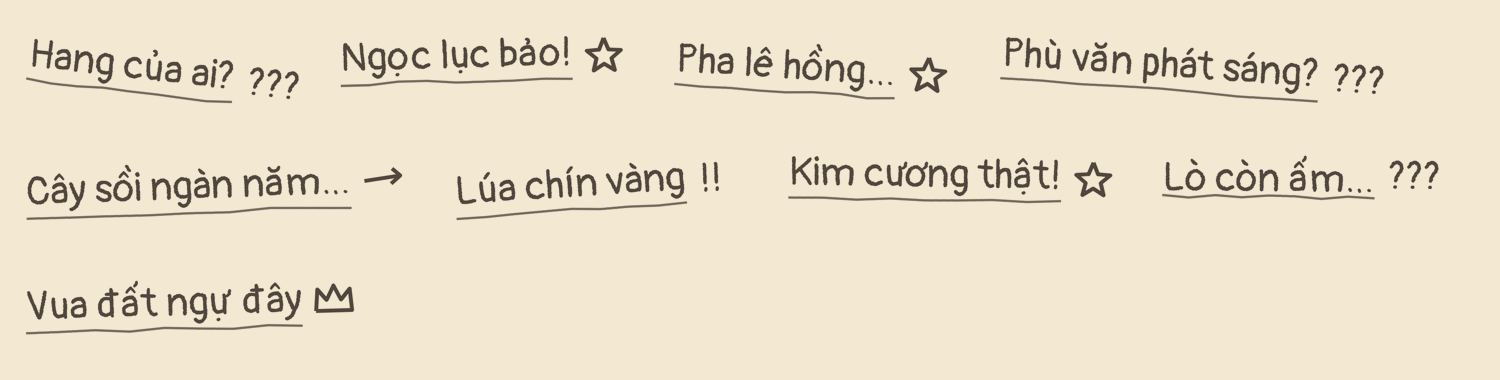 Hang của ai? ???
Ngọc lục bảo!
Pha lê hồng...
Phù văn phát sáng? ???
Cây sồi ngàn năm... →
Lúa chín vàng !!
Kim cương thật!
Lò còn ấm... ???
Vua đất ngự đây